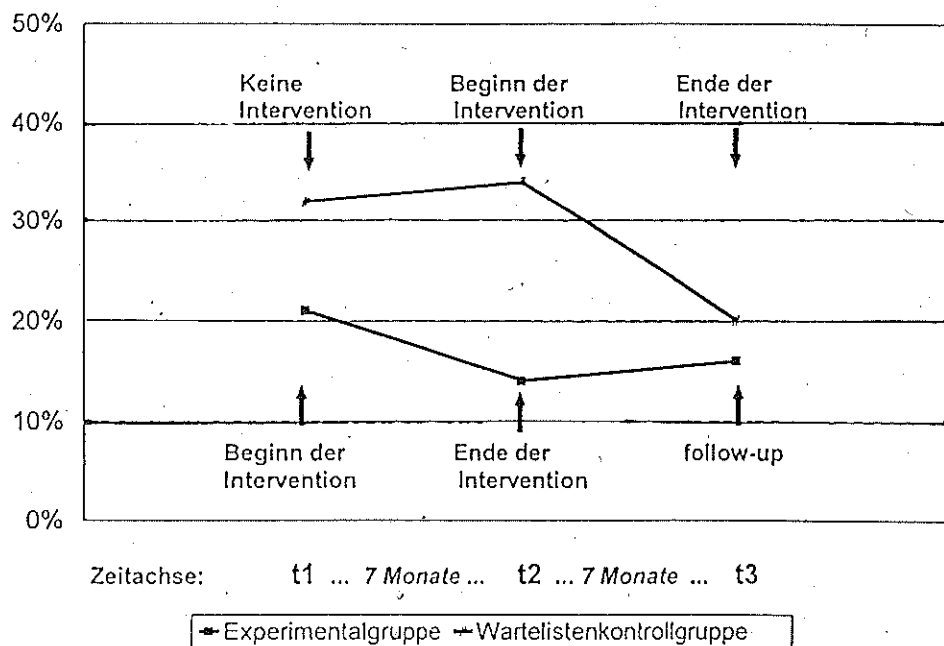 50%
Keine Beginn der Ende der
Intervention Intervention Intervention
40%
30%
20%
10%
Beginn der Ende der follow-up
Intervention Intervention
0%
Zeitachse: t1 ... 7 Monate ... t2 ... 7 Monate ... t3
Experimentalgruppe Wartelistenkontrollgruppe